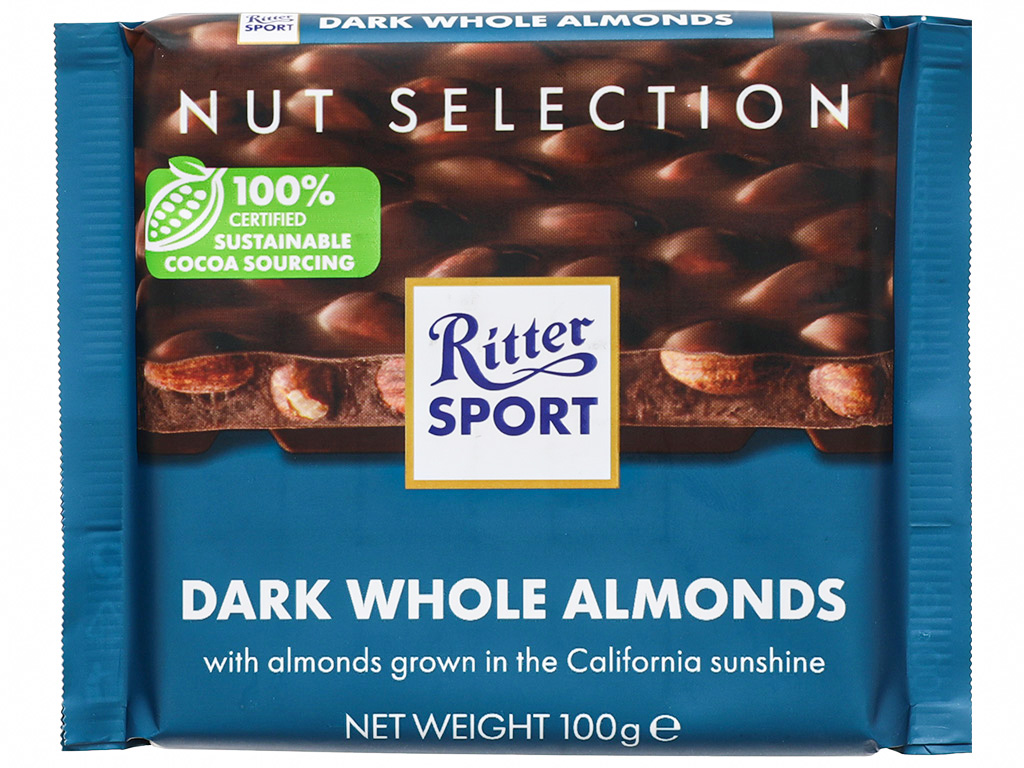 Ritter
SPORT
DARK WHOLE ALMONDS
NUT SELECTION
100%
CERTIFIED
SUSTAINABLE
COCOA SOURCING
Ritter
SPORT
DARK WHOLE ALMONDS
with almonds grown in the California sunshine
NET WEIGHT 100g ℮